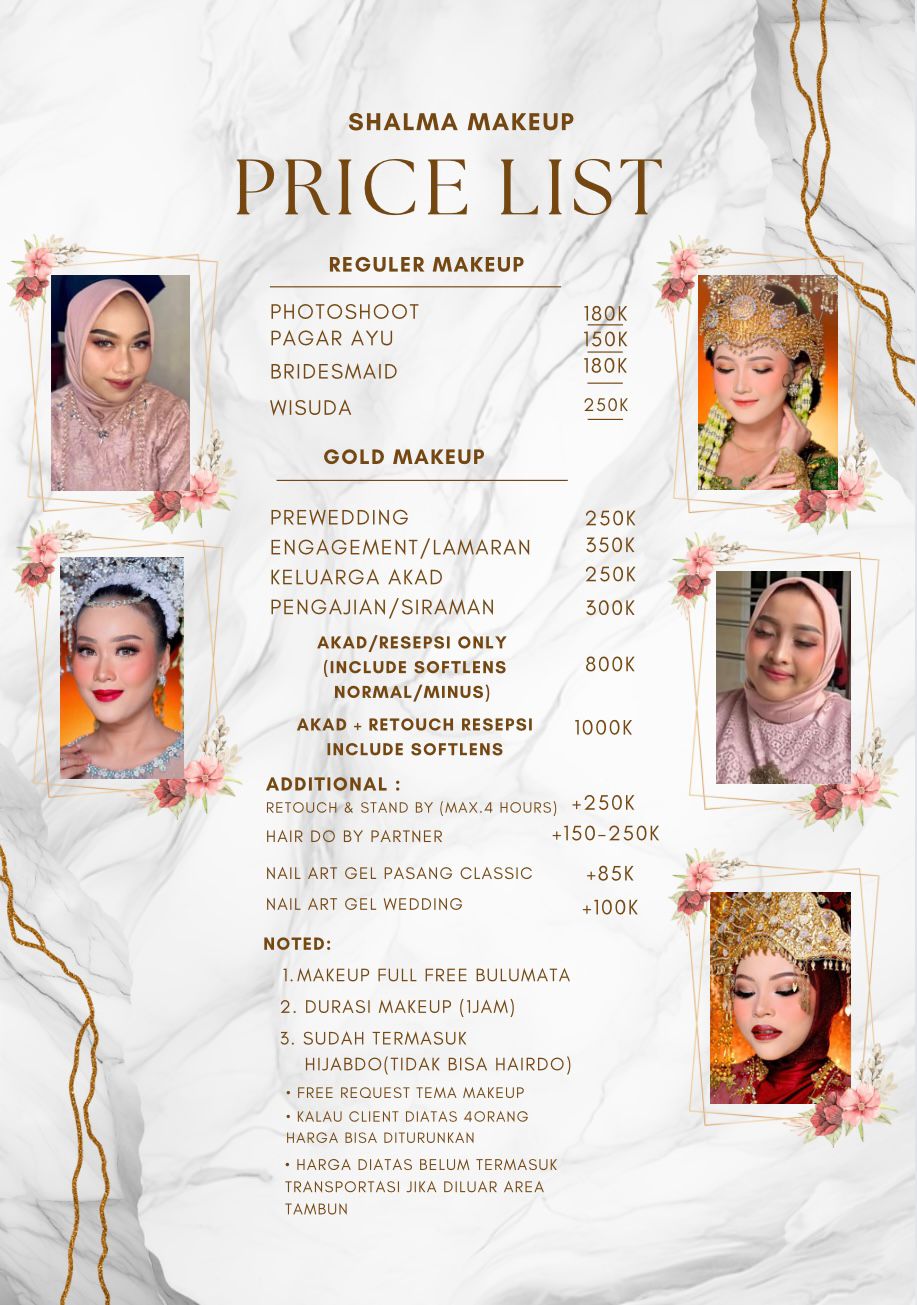 SHALMA MAKEUP
PRICE LIST
REGULER MAKEUP
PHOTOSHOOT 180K
PAGAR AYU 150K
BRIDESMAID 180K
WISUDA 250K
GOLD MAKEUP
PREWEDDING 250K
ENGAGEMENT/LAMARAN 350K
KELUARGA AKAD 250K
PENGAJIAN/SIRAMAN 300K
AKAD/RESEPSI ONLY
(INCLUDE SOFTLENS 800K
NORMAL/MINUS)
AKAD + RETOUCH RESEPSI 1000K
INCLUDE SOFTLENS
ADDITIONAL :
RETOUCH & STAND BY (MAX.4 HOURS) +250K
HAIR DO BY PARTNER +150-250K
NAIL ART GEL PASANG CLASSIC +85K
NAIL ART GEL WEDDING +100K
NOTED:
1.MAKEUP FULL FREE BULUMATA
2. DURASI MAKEUP (1JAM)
3. SUDAH TERMASUK
HIJABDO(TIDAK BISA HAIRDO)
• FREE REQUEST TEMA MAKEUP
• KALAU CLIENT DIATAS 4ORANG
HARGA BISA DITURUNKAN
• HARGA DIATAS BELUM TERMASUK
TRANSPORTASI JIKA DILUAR AREA
TAMBUN